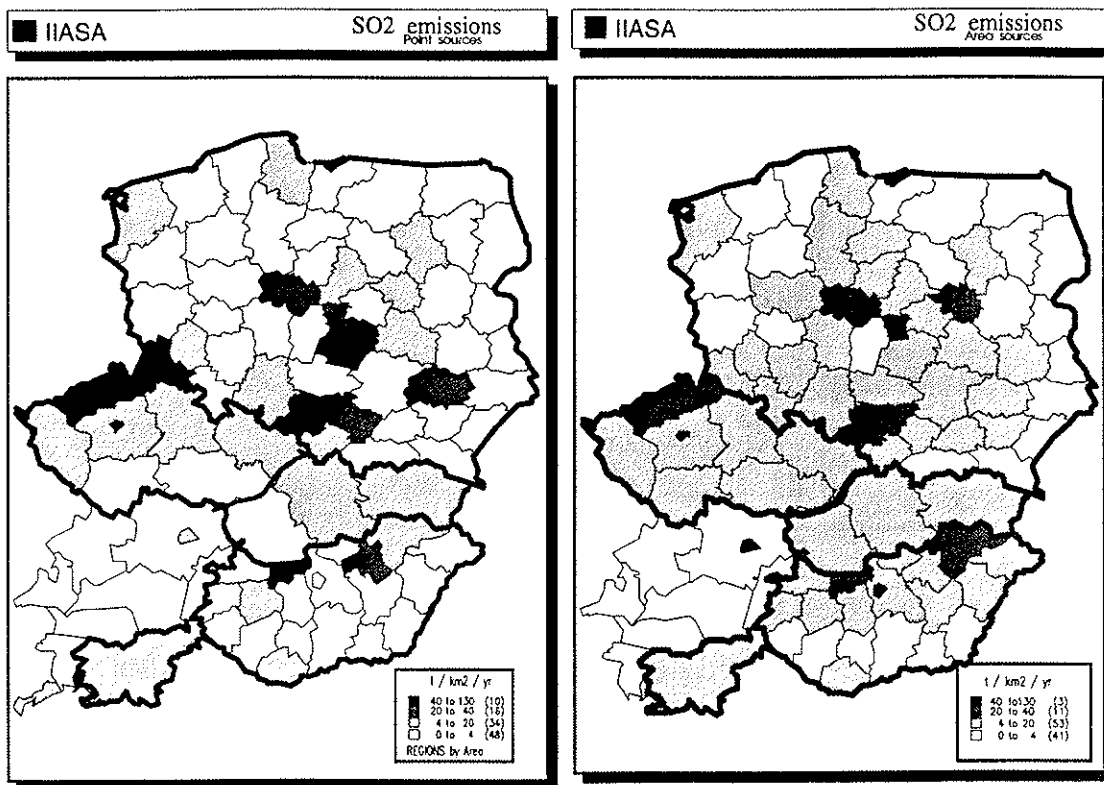 IIASA
SO2 emissions
Point sources
IIASA
SO2 emissions
Area sources
t / km2 / yr
40 to 130 (10)
20 to 40 (16)
4 to 20 (34)
0 to 4 (48)
REGIONS by Area
t / km2 / yr
40 to130 (3)
20 to 40 (11)
4 to 20 (53)
0 to 4 (41)